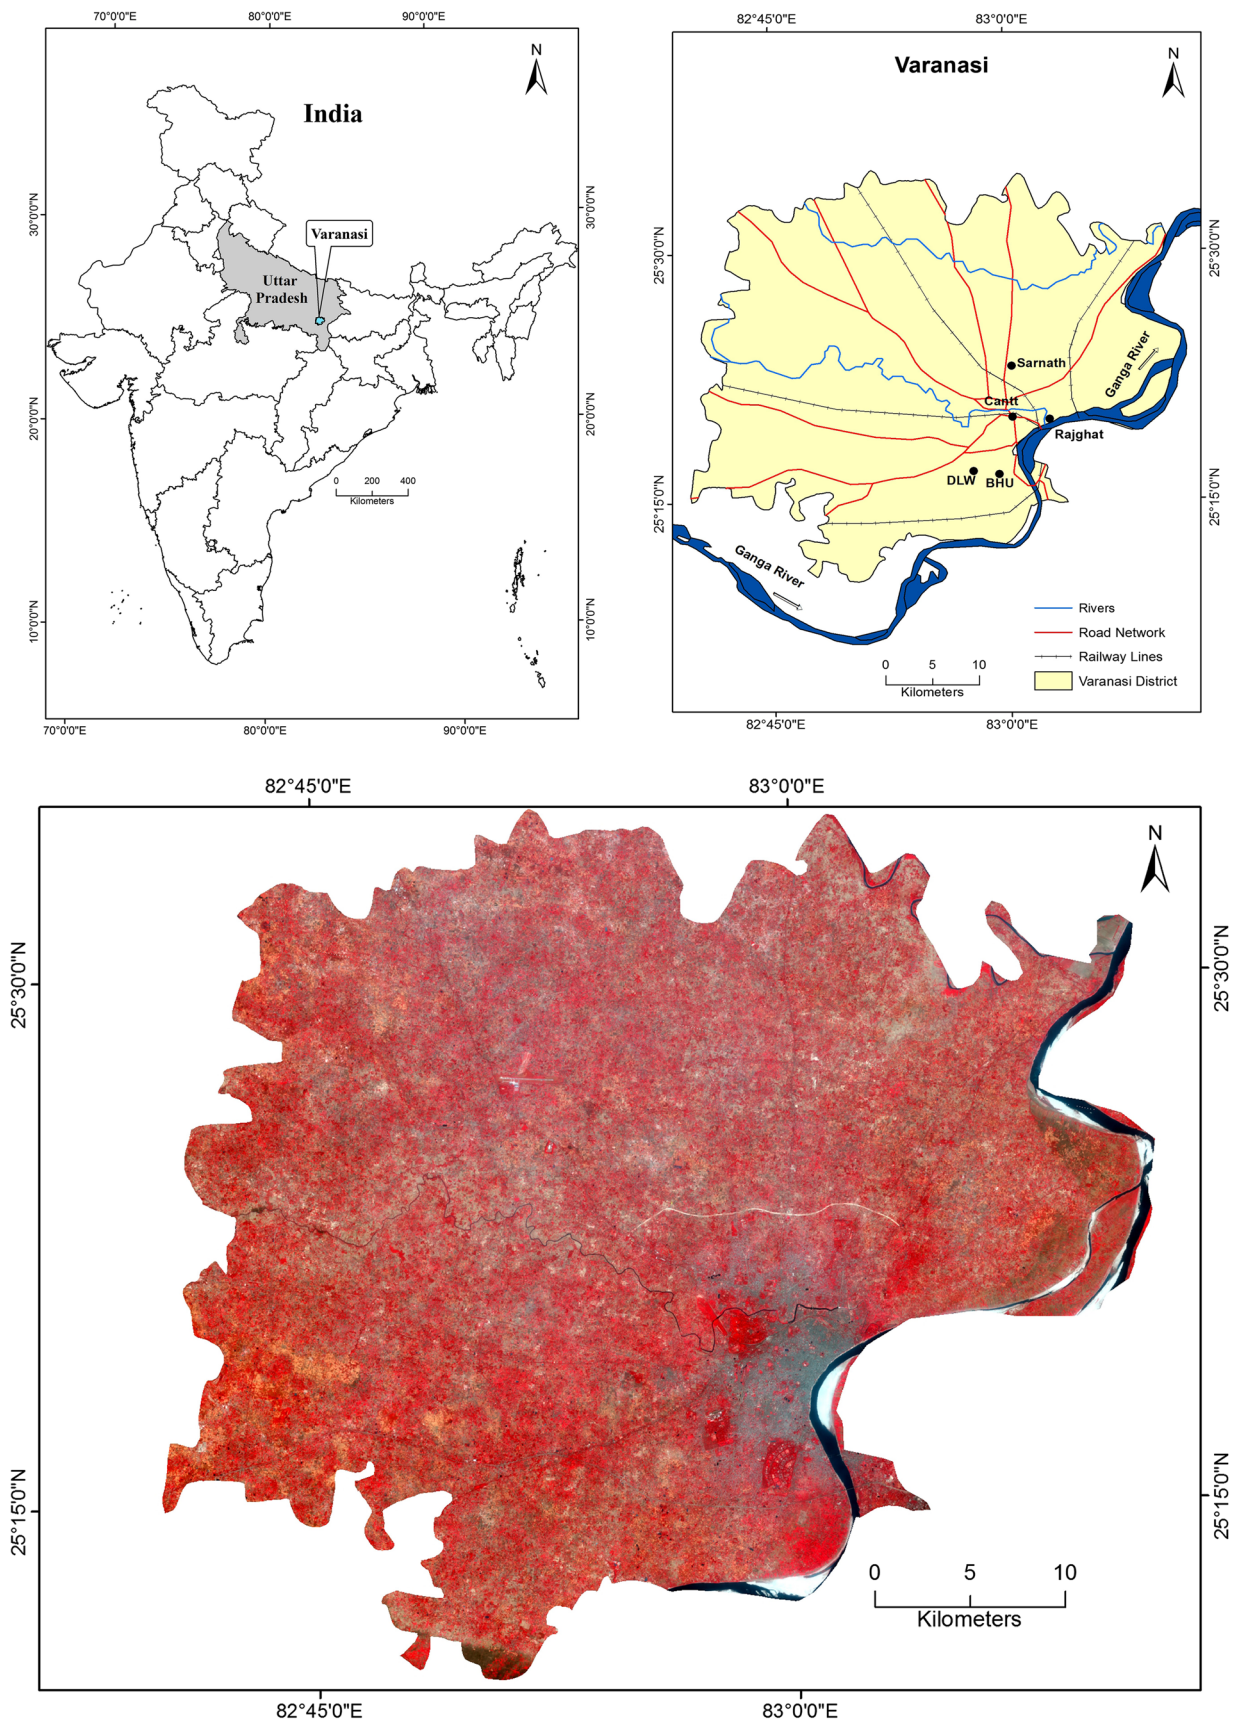 70°0'0"E
80°0'0"E
90°0'0"E
N
India
30°0'0"N
30°0'0"N
Varanasi
Uttar
Pradesh
20°0'0"N
20°0'0"N
0 200 400
Kilometers
10°0'0"N
10°0'0"N
70°0'0"E
80°0'0"E
90°0'0"E
82°45'0"E
83°0'0"E
Varanasi
N
25°30'0"N
25°30'0"N
Sarnath
Ganga River
Cantt
Rajghat
DLW
BHU
25°15'0"N
25°15'0"N
Ganga River
Rivers
Road Network
Railway Lines
Varanasi District
0 5 10
Kilometers
82°45'0"E
83°0'0"E
82°45'0"E
83°0'0"E
N
25°30'0"N
25°30'0"N
25°15'0"N
25°15'0"N
0 5 10
Kilometers
82°45'0"E
83°0'0"E